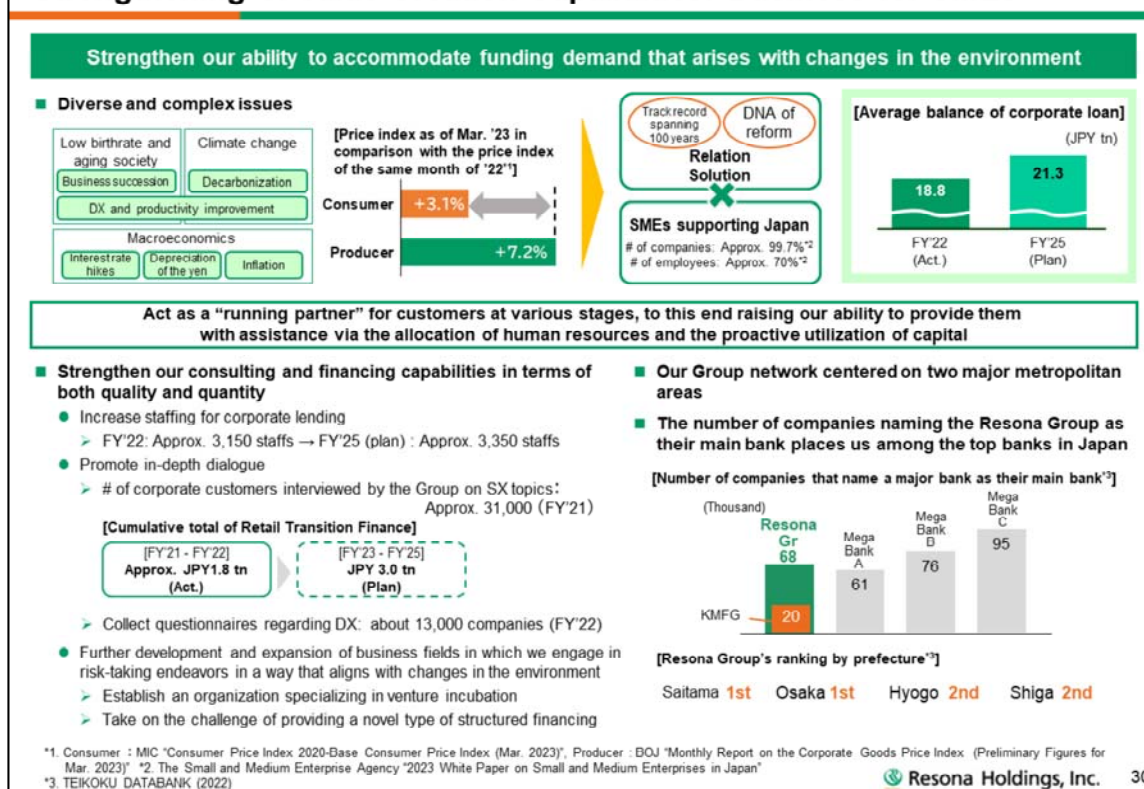 Strengthen our ability to accommodate funding demand that arises with changes in the environment
Diverse and complex issues
Low birthrate and
aging society
Business succession
Climate change
Decarbonization
DX and productivity improvement
Macroeconomics
Interest rate
hikes
Depreciation
of the yen
Inflation
[Price index as of Mar. '23 in
comparison with the price index
of the same month of '22*1]
Consumer +3.1%
Producer +7.2%
Track record
spanning
100 years
DNA of
reform
Relation
Solution
SMEs supporting Japan
# of companies: Approx. 99.7%*2
# of employees: Approx. 70%*2
[Average balance of corporate loan]
(JPY tn)
18.8
21.3
FY'22
(Act.)
FY'25
(Plan)
Act as a "running partner" for customers at various stages, to this end raising our ability to provide them
with assistance via the allocation of human resources and the proactive utilization of capital
Strengthen our consulting and financing capabilities in terms of
both quality and quantity
Increase staffing for corporate lending
FY'22: Approx. 3,150 staffs → FY'25 (plan) : Approx. 3,350 staffs
Promote in-depth dialogue
# of corporate customers interviewed by the Group on SX topics:
Approx. 31,000 (FY'21)
[Cumulative total of Retail Transition Finance]
[FY'21 - FY'22]
Approx. JPY1.8 tn
(Act.)
[FY'23 - FY'25]
JPY 3.0 tn
(Plan)
Collect questionnaires regarding DX: about 13,000 companies (FY'22)
Further development and expansion of business fields in which we engage in
risk-taking endeavors in a way that aligns with changes in the environment
Establish an organization specializing in venture incubation
Take on the challenge of providing a novel type of structured financing
Our Group network centered on two major metropolitan
areas
The number of companies naming the Resona Group as
their main bank places us among the top banks in Japan
[Number of companies that name a major bank as their main bank*3]
(Thousand)
Resona
Gr
68
KMFG
20
Mega
Bank
A
61
Mega
Bank
B
76
Mega
Bank
C
95
[Resona Group's ranking by prefecture*3]
Saitama 1st Osaka 1st Hyogo 2nd Shiga 2nd
*1. Consumer : MIC "Consumer Price Index 2020-Base Consumer Price Index (Mar. 2023)", Producer : BOJ "Monthly Report on the Corporate Goods Price Index (Preliminary Figures for
Mar. 2023)" *2. The Small and Medium Enterprise Agency "2023 White Paper on Small and Medium Enterprises in Japan"
*3. TEIKOKU DATABANK (2022)
Resona Holdings, Inc. 30